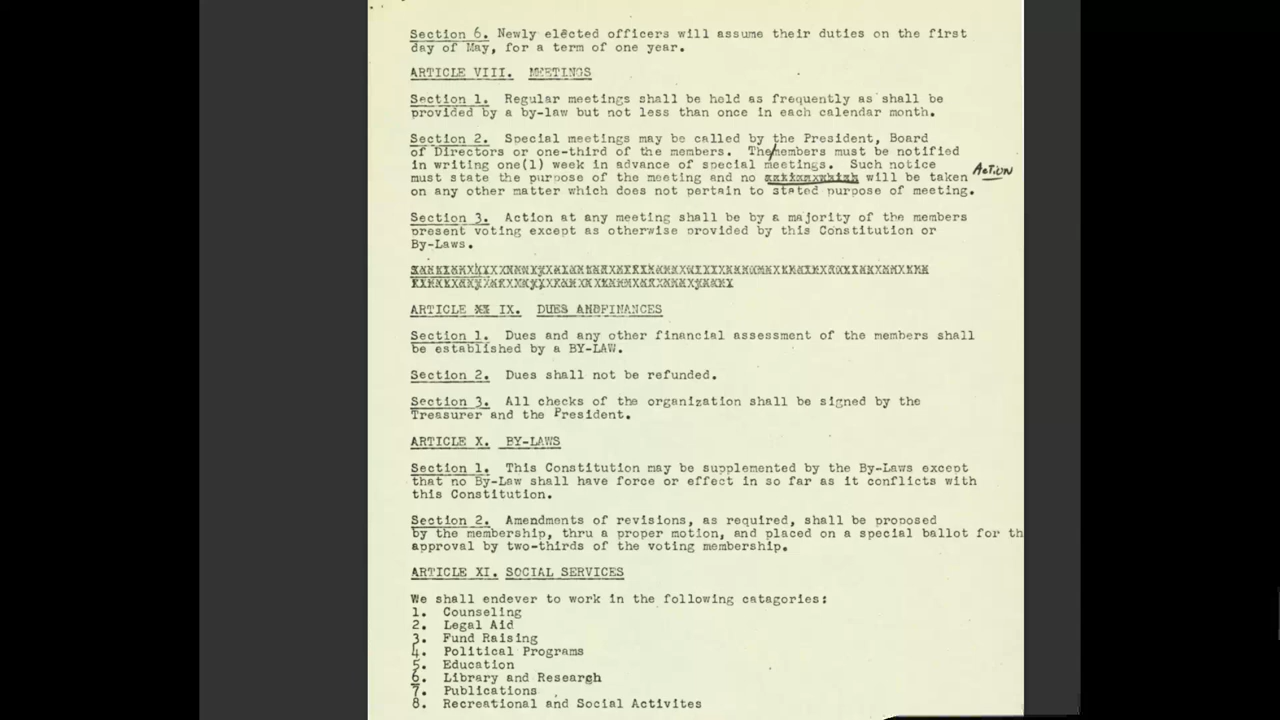 Section 6. Newly elected officers will assume their duties on the first
day of May, for a term of one year.
ARTICLE VIII. MEETINGS
Section 1. Regular meetings shall be held as frequently as shall be
provided by a by-law but not less than once in each calendar month.
Section 2. Special meetings may be called by the President, Board
of Directors or one-third of the members. The/members must be notified
in writing one(1) week in advance of special meetings. Such notice
must state the purpose of the meeting and no will be taken Action
on any other matter which does not pertain to stated purpose of meeting.
Section 3. Action at any meeting shall be by a majority of the members
present voting except as otherwise provided by this Constitution or
By-Laws.
ARTICLE IX. DUES ANDFINANCES
Section 1. Dues and any other financial assessment of the members shall
be established by a BY-LAW.
Section 2. Dues shall not be refunded.
Section 3. All checks of the organization shall be signed by the
Treasurer and the President.
ARTICLE X. BY-LAWS
Section 1. This Constitution may be supplemented by the By-Laws except
that no By-Law shall have force or effect in so far as it conflicts with
this Constitution.
Section 2. Amendments of revisions, as required, shall be proposed
by the membership, thru a proper motion, and placed on a special ballot for th
approval by two-thirds of the voting membership.
ARTICLE XI. SOCIAL SERVICES
We shall endever to work in the following catagories:
1. Counseling
2. Legal Aid
3. Fund Raising
4. Political Programs
5. Education
6. Library and Research
7. Publications
8. Recreational and Social Activites